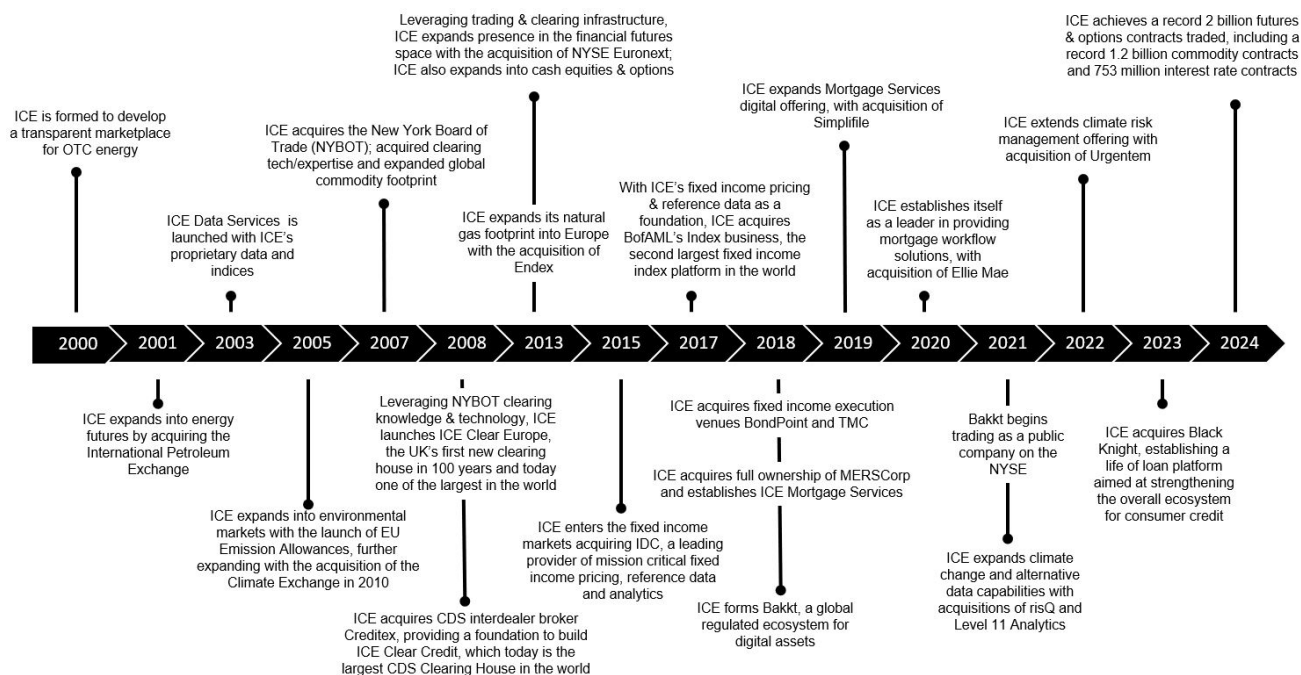 ICE is formed to develop
a transparent marketplace
for OTC energy
ICE Data Services is
launched with ICE's
proprietary data and
indices
ICE acquires the New York Board of
Trade (NYBOT); acquired clearing
tech/expertise and expanded global
commodity footprint
Leveraging trading & clearing infrastructure,
ICE expands presence in the financial futures
space with the acquisition of NYSE Euronext;
ICE also expands into cash equities & options
ICE expands its natural
gas footprint into Europe
with the acquisition of
Endex
With ICE's fixed income pricing
& reference data as a
foundation, ICE acquires
BofAML's Index business, the
second largest fixed income
index platform in the world
ICE expands Mortgage Services
digital offering, with acquisition of
Simplifile
ICE establishes itself
as a leader in providing
mortgage workflow
solutions, with
acquisition of Ellie Mae
ICE extends climate risk
management offering with
acquisition of Urgentem
ICE achieves a record 2 billion futures
& options contracts traded, including a
record 1.2 billion commodity contracts
and 753 million interest rate contracts
2000 2001 2003 2005 2007 2008 2013 2015 2017 2018 2019 2020 2021 2022 2023 2024
ICE expands into energy
futures by acquiring the
International Petroleum
Exchange
ICE expands into environmental
markets with the launch of EU
Emission Allowances, further
expanding with the acquisition of the
Climate Exchange in 2010
Leveraging NYBOT clearing
knowledge & technology, ICE
launches ICE Clear Europe,
the UK's first new clearing
house in 100 years and today
one of the largest in the world
ICE acquires CDS interdealer broker
Creditex, providing a foundation to build
ICE Clear Credit, which today is the
largest CDS Clearing House in the world
ICE enters the fixed income
markets acquiring IDC, a leading
provider of mission critical fixed
income pricing, reference data
and analytics
ICE acquires fixed income execution
venues BondPoint and TMC
ICE acquires full ownership of MERSCorp
and establishes ICE Mortgage Services
ICE forms Bakkt, a global
regulated ecosystem for
digital assets
Bakkt begins
trading as a public
company on the
NYSE
ICE expands climate
change and alternative
data capabilities with
acquisitions of risQ and
Level 11 Analytics
ICE acquires Black
Knight, establishing a
life of loan platform
aimed at strengthening
the overall ecosystem
for consumer credit